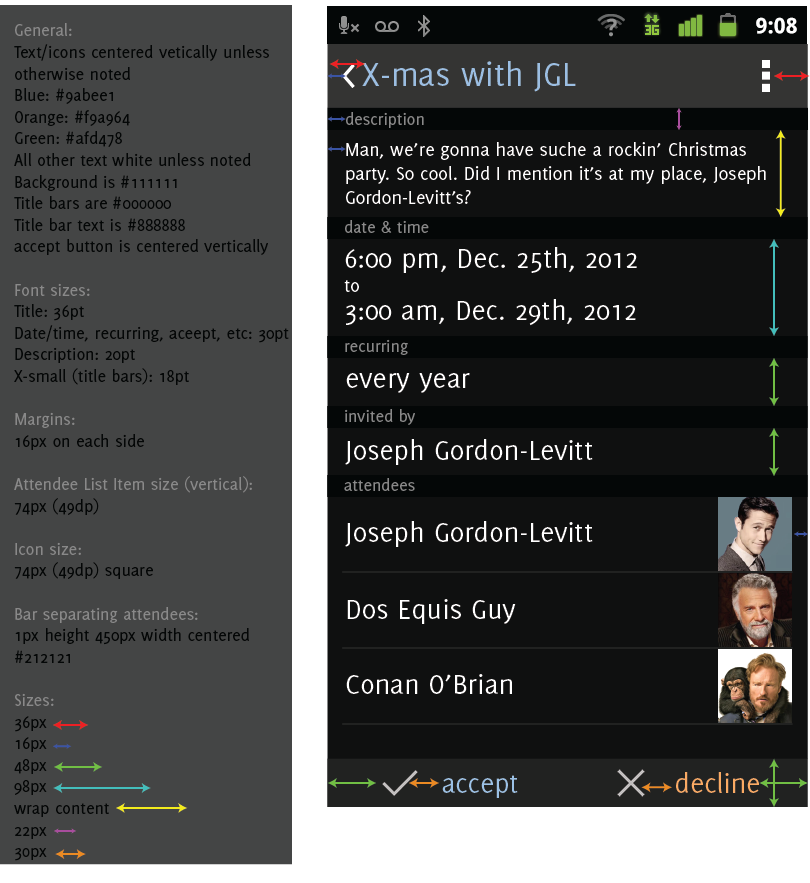 General:
Text/icons centered vetically unless
otherwise noted
Blue: #9abee1
Orange: #f9a964
Green: #afd478
All other text white unless noted
Background is #111111
Title bars are #000000
Title bar text is #888888
accept button is centered vertically
Font sizes:
Title: 36pt
Date/time, recurring, aceept, etc: 30pt
Description: 20pt
X-small (title bars): 18pt
Margins:
16px on each side
Attendee List Item size (vertical):
74px (49dp)
Icon size:
74px (49dp) square
Bar separating attendees:
1px height 450px width centered
#212121
Sizes:
36px
16px
48px
98px
wrap content
22px
30px
3G 9:08
X-mas with JGL
description
Man, we're gonna have suche a rockin' Christmas
party. So cool. Did I mention it's at my place, Joseph
Gordon-Levitt's?
date & time
6:00 pm, Dec. 25th, 2012
to
3:00 am, Dec. 29th, 2012
recurring
every year
invited by
Joseph Gordon-Levitt
attendees
Joseph Gordon-Levitt
Dos Equis Guy
Conan O'Brian
accept decline